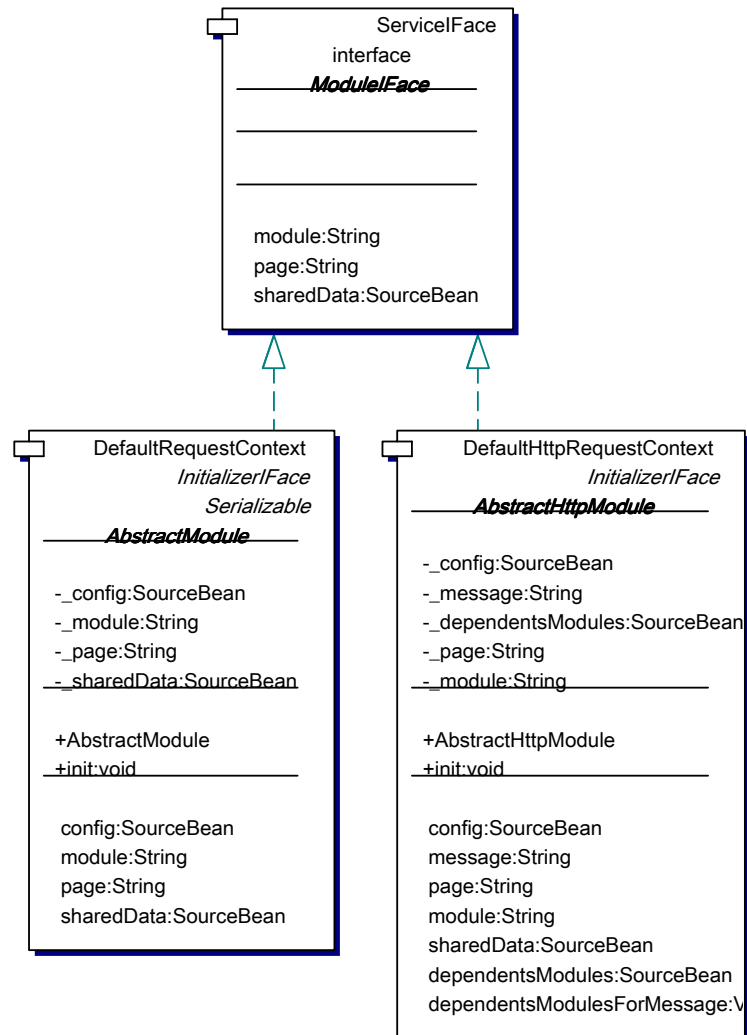 ServiceIFace
interface
ModuleIFace
module:String
page:String
sharedData:SourceBean
DefaultRequestContext
InitializerIFace
Serializable
AbstractModule
-_config:SourceBean
-_module:String
-_page:String
-_sharedData:SourceBean
+AbstractModule
+init:void
config:SourceBean
module:String
page:String
sharedData:SourceBean
DefaultHttpRequestContext
InitializerIFace
AbstractHttpModule
-_config:SourceBean
-_message:String
-_dependentsModules:SourceBean
-_page:String
-_module:String
+AbstractHttpModule
+init:void
config:SourceBean
message:String
page:String
module:String
sharedData:SourceBean
dependentsModules:SourceBean
dependentsModulesForMessage:V